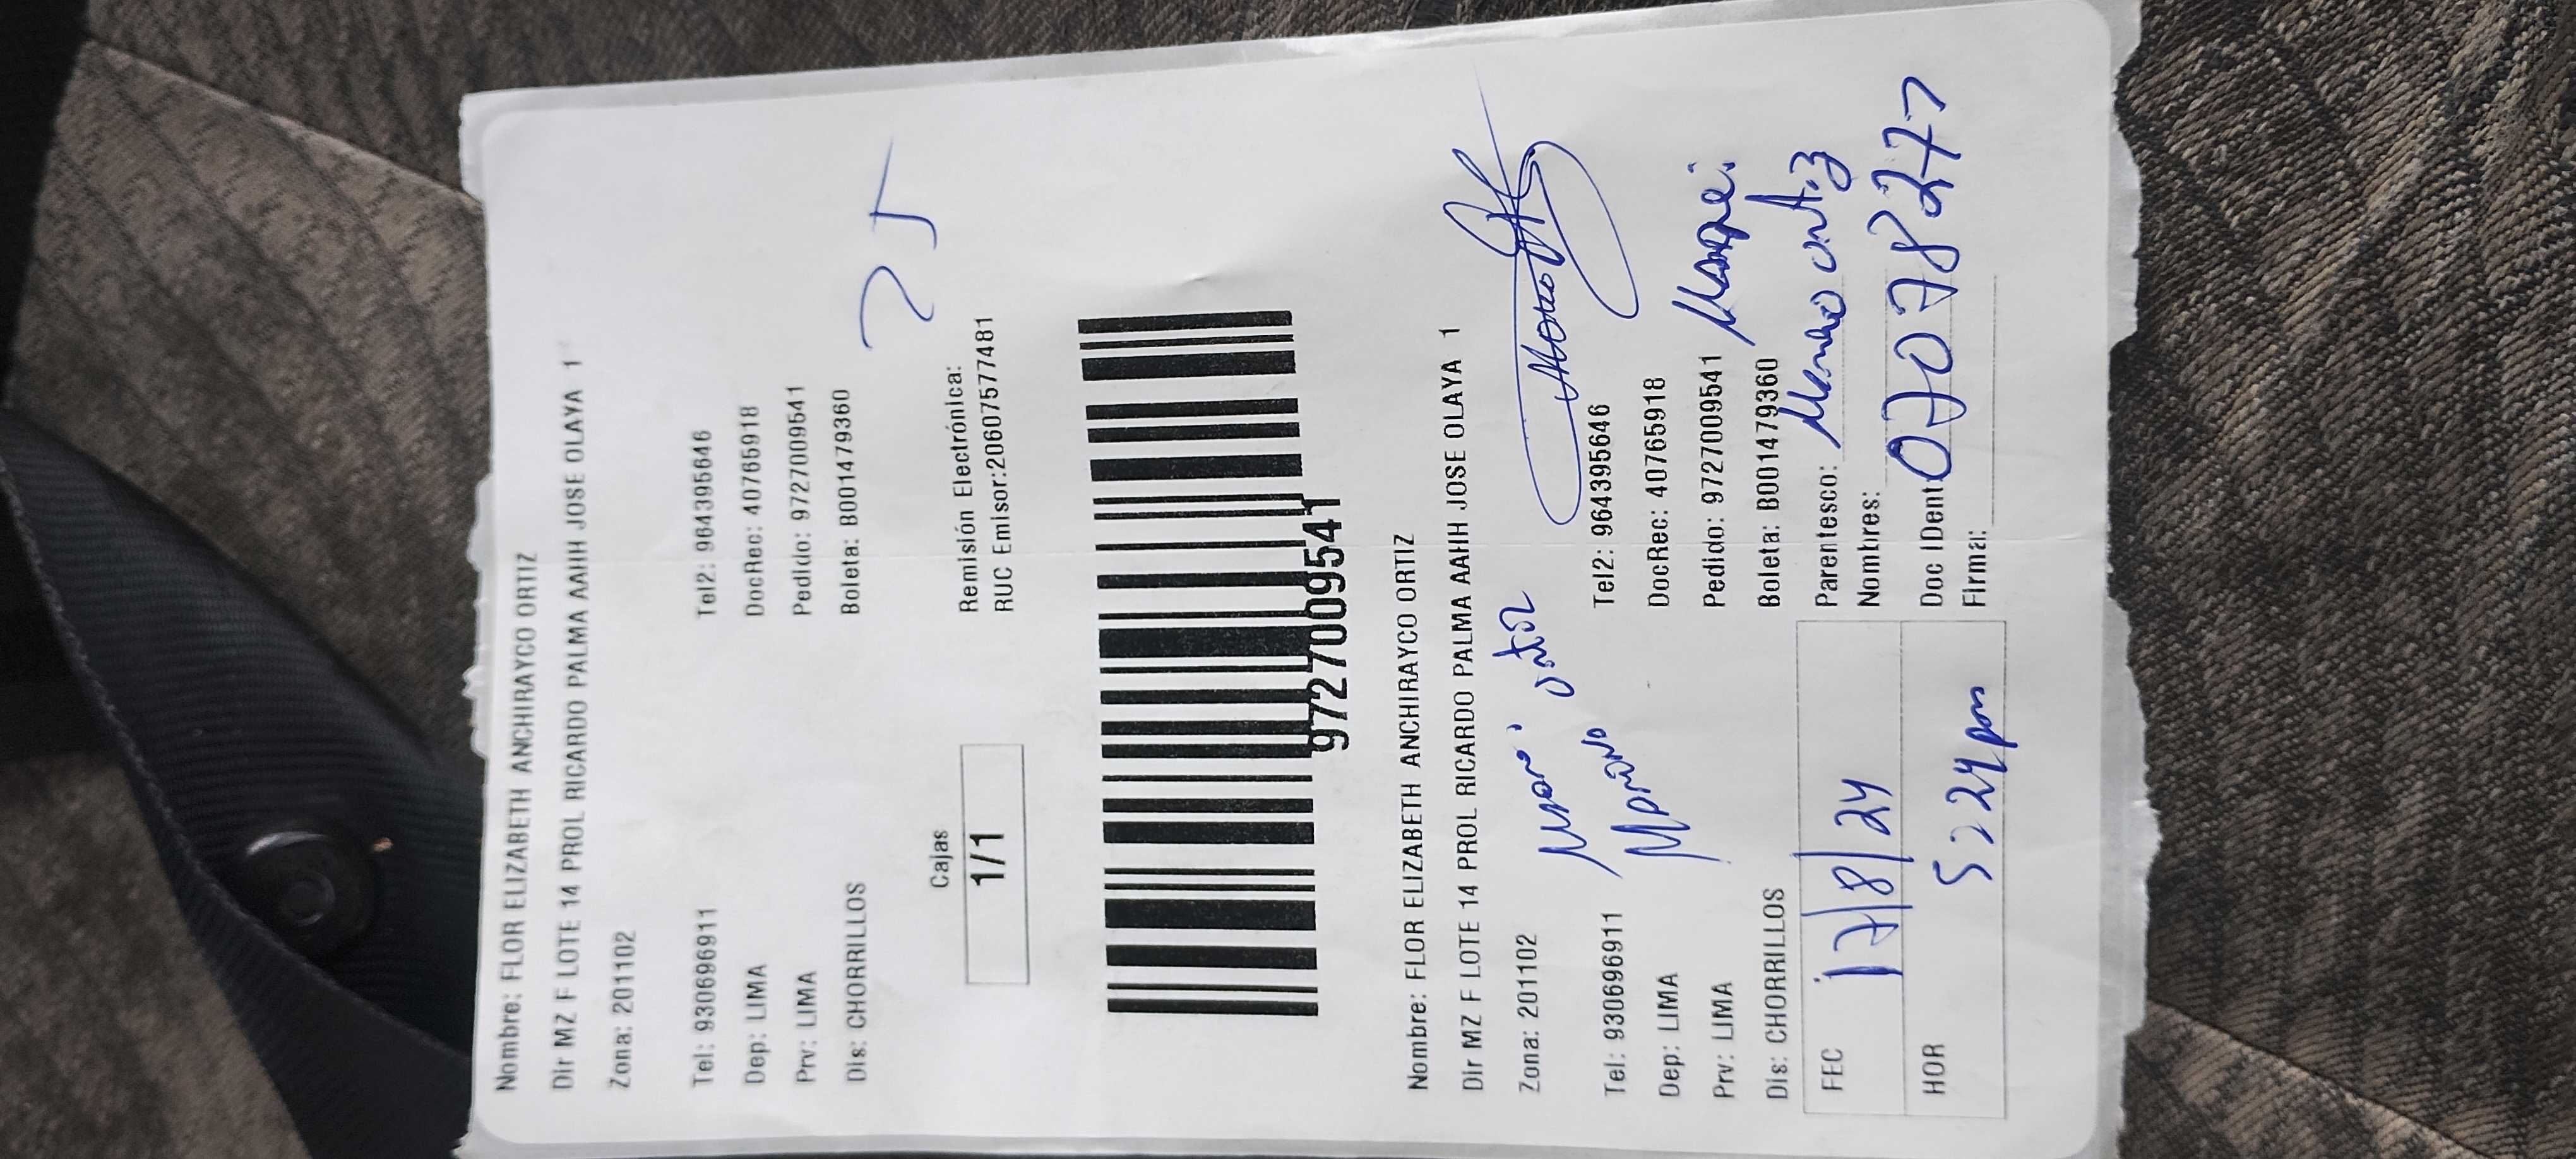 Nombre: FLOR ELIZABETH ANCHIRAYCO ORTIZ
Dir MZ F LOTE 14 PROL RICARDO PALMA AAHH JOSE OLAYA 1
Zona: 201102
Tel: 930696911 Tel2: 964395646
Dep: LIMA DocRec: 40765918
Prv: LIMA Pedido: 9727009541
Dis: CHORRILLOS Boleta: B001479360
25
Cajas
1/1
Remisión Electrónica:
RUC Emisor:20607577481
9727009541
Nombre: FLOR ELIZABETH ANCHIRAYCO ORTIZ
Dir MZ F LOTE 14 PROL RICARDO PALMA AAHH JOSE OLAYA 1
Zona: 201102
Tel: 930696911 Tel2: 964395646
Dep: LIMA DocRec: 40765918
Prv: LIMA Pedido: 9727009541
Dis: CHORRILLOS Boleta: B001479360
FEC 17/8/24
HOR 5:24pm
Parentesco:
Nombres:
Doc IDent 07078277
Firma: